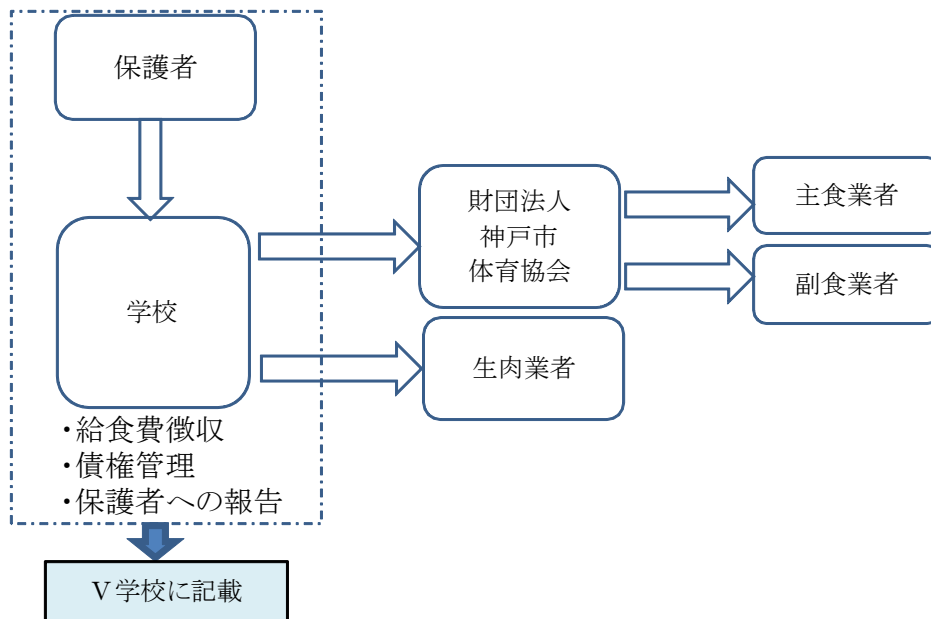 保護者
学校
財団法人
神戸市
体育協会
主食業者
副食業者
生肉業者
・給食費徴収
・債権管理
・保護者への報告
Ⅴ学校に記載